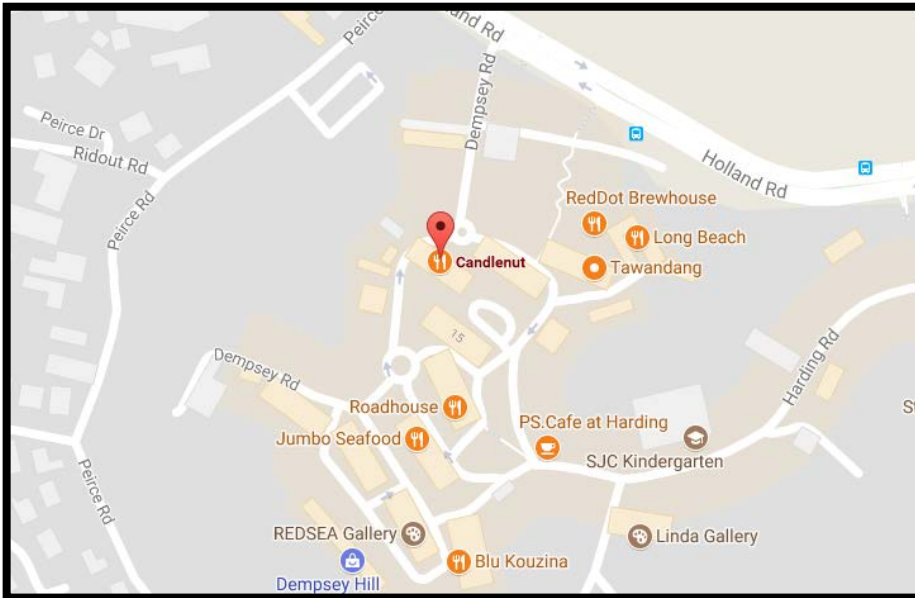 Peirce
Holland Rd
Dempsey Rd
Peirce Dr
Ridout Rd
Holland Rd
RedDot Brewhouse
Peirce Rd
Long Beach
Candlenut
Tawandang
15
Dempsey Rd
Harding Rd
Roadhouse
PS.Cafe at Harding
St
Jumbo Seafood
SJC Kindergarten
Peirce Rd
REDSEA Gallery
Linda Gallery
Blu Kouzina
Dempsey Hill